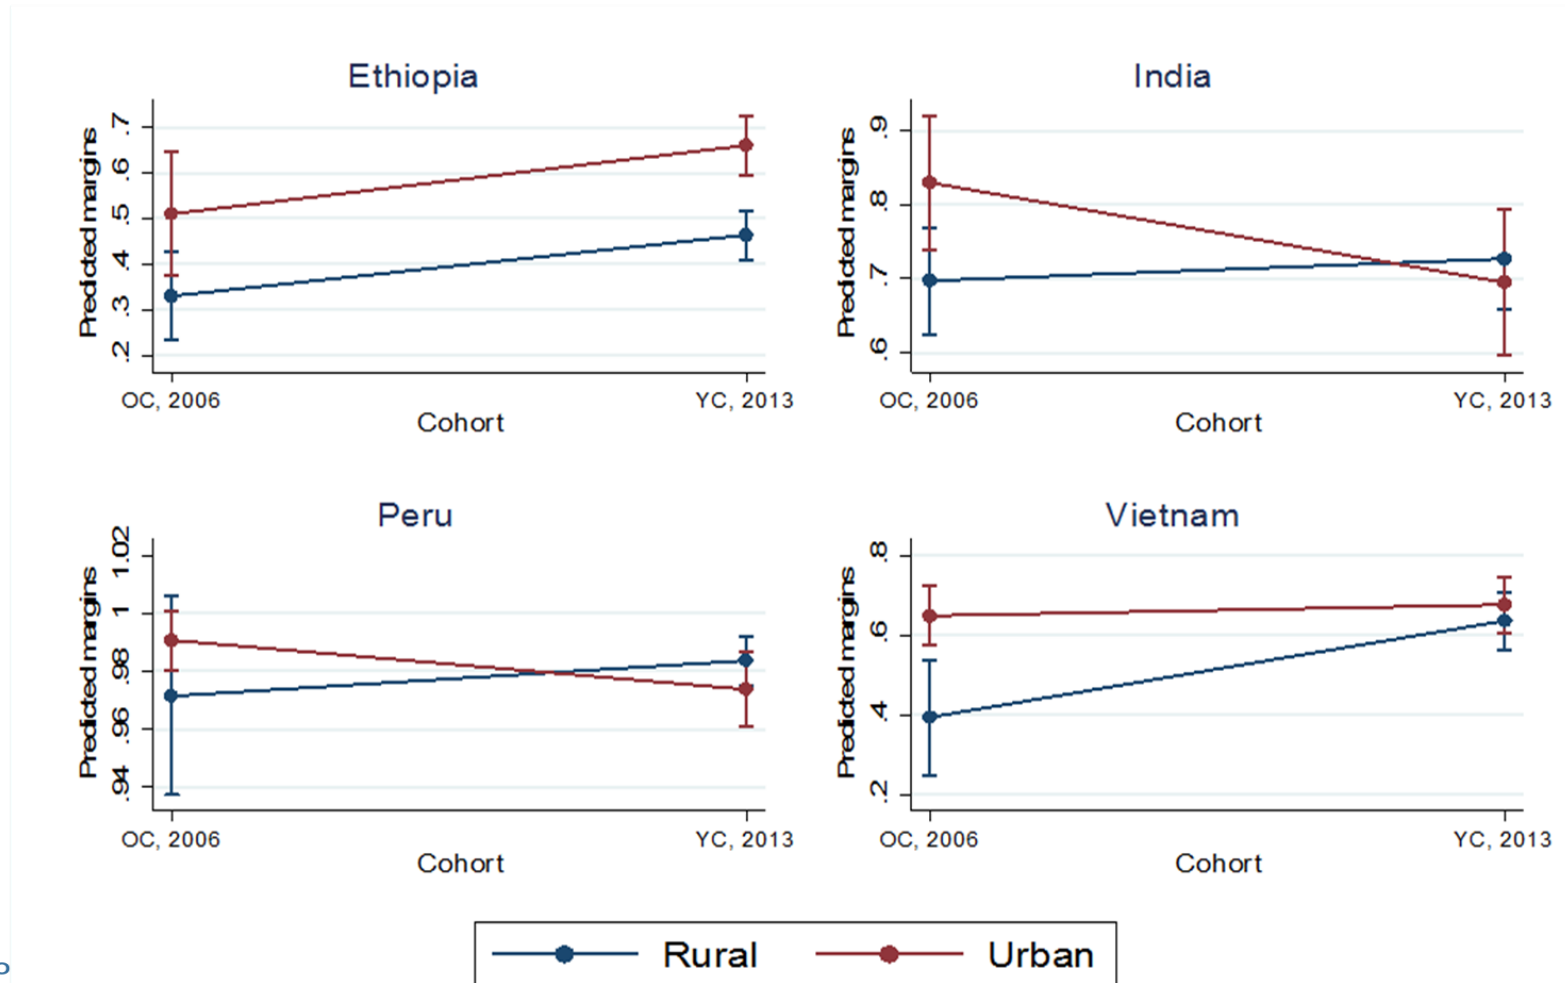 Ethiopia
Predicted margins
.7
.6
.5
.4
.3
.2
OC, 2006
YC, 2013
Cohort
India
Predicted margins
.9
.8
.7
.6
OC, 2006
YC, 2013
Cohort
Peru
Predicted margins
1.02
1
.98
.96
.94
OC, 2006
YC, 2013
Cohort
Vietnam
Predicted margins
.8
.6
.4
.2
OC, 2006
YC, 2013
Cohort
Rural
Urban